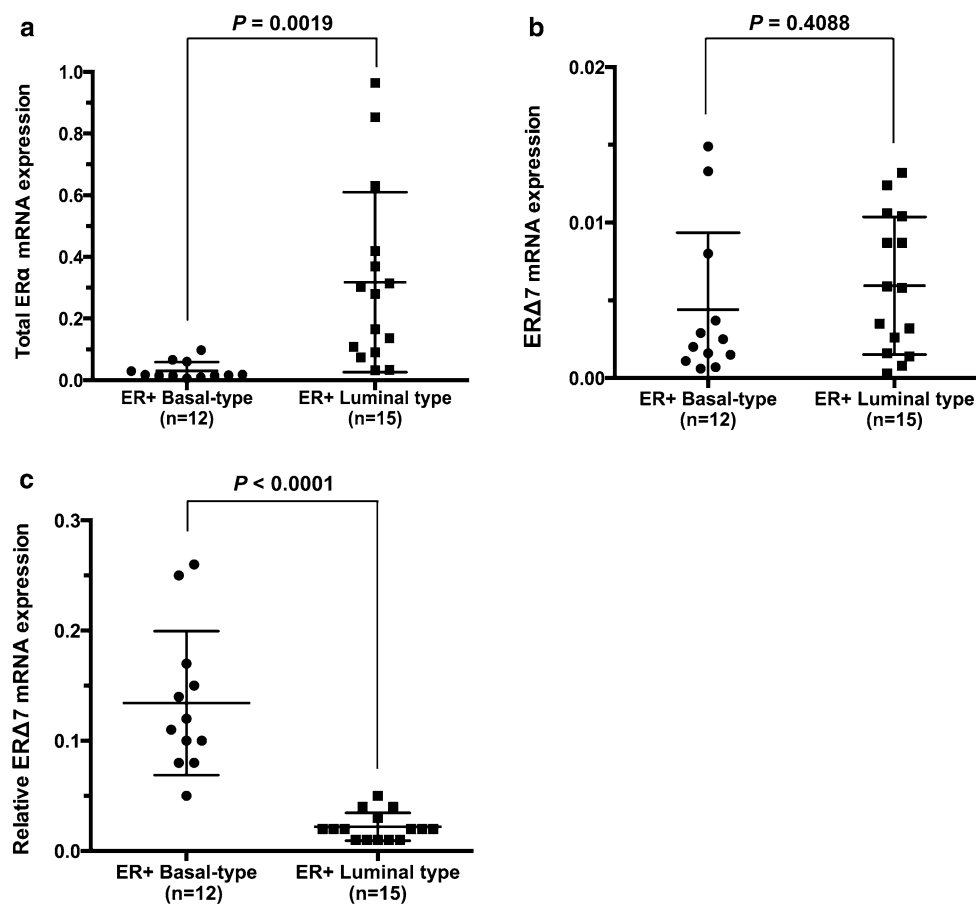 a
P = 0.0019
Total ERα mRNA expression
1.0
0.8
0.6
0.4
0.2
0.0
ER+ Basal-type
(n=12)
ER+ Luminal type
(n=15)
b
P = 0.4088
ERΔ7 mRNA expression
0.02
0.01
0.00
ER+ Basal-type
(n=12)
ER+ Luminal type
(n=15)
c
P < 0.0001
Relative ERΔ7 mRNA expression
0.3
0.2
0.1
0.0
ER+ Basal-type
(n=12)
ER+ Luminal type
(n=15)